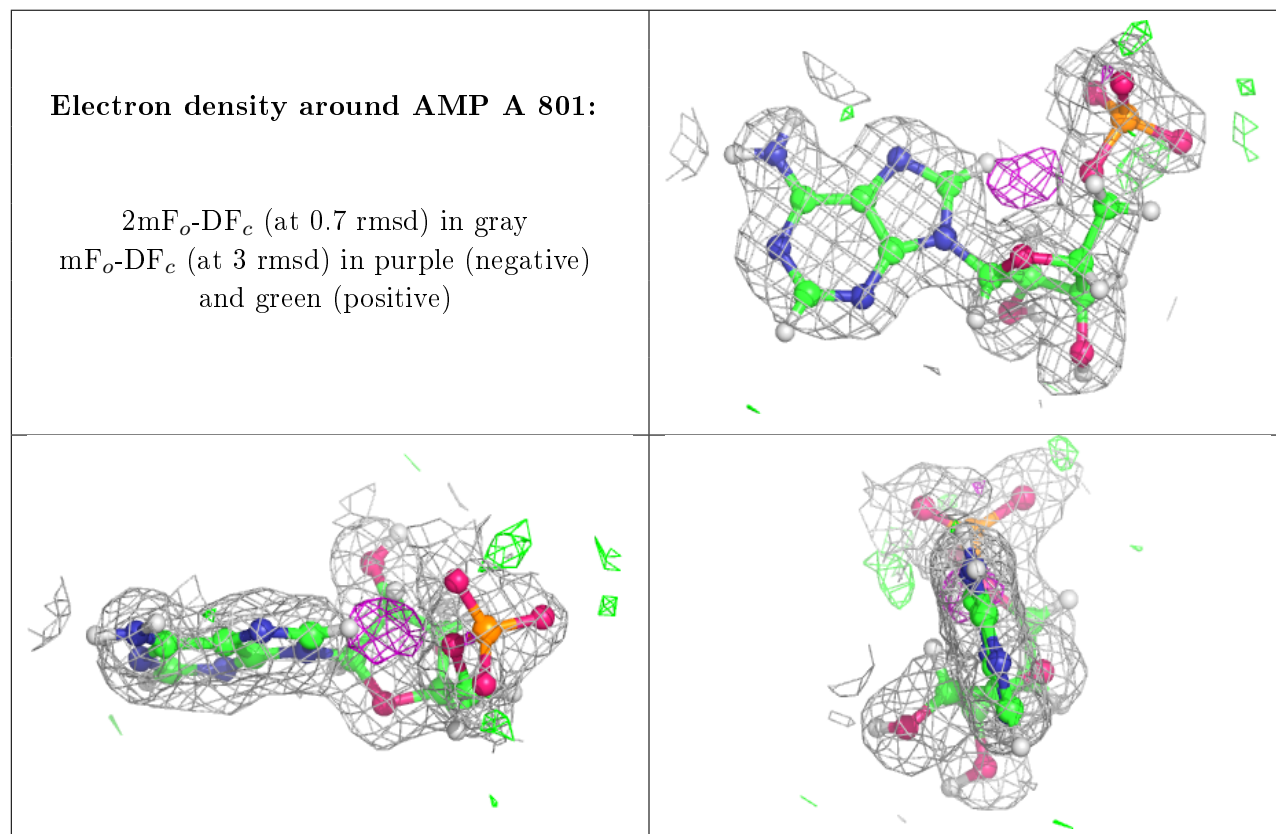 Electron density around AMP A 801:
2mFo-DFc (at 0.7 rmsd) in gray
mFo-DFc (at 3 rmsd) in purple (negative)
and green (positive)